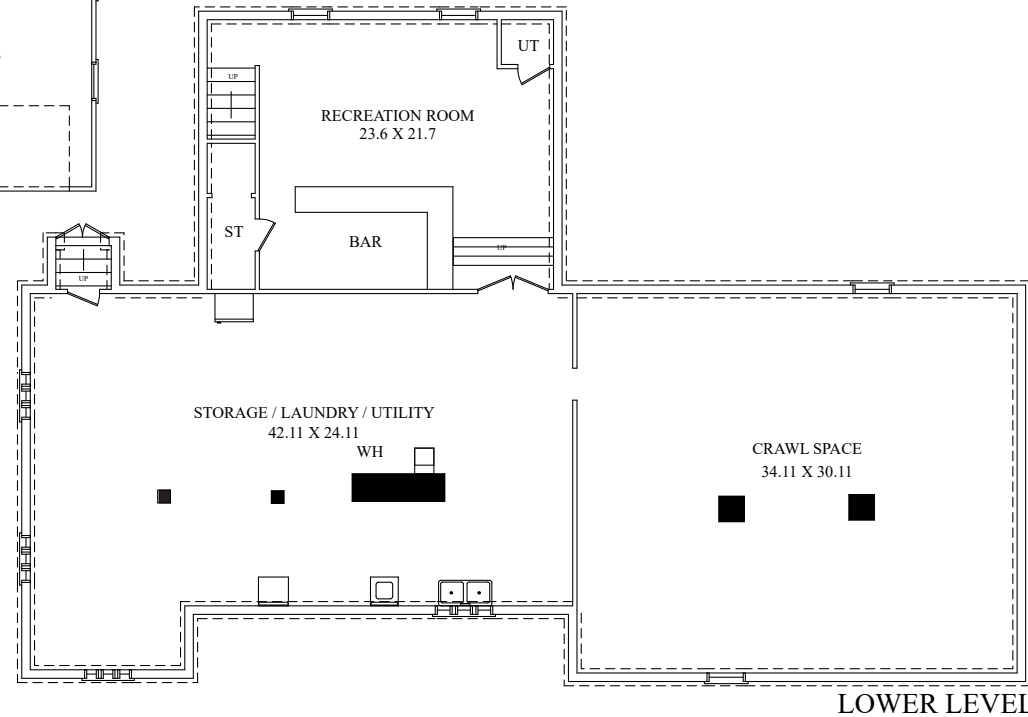 UT
UP
RECREATION ROOM
23.6 X 21.7
ST
BAR
UP
UP
STORAGE / LAUNDRY / UTILITY
42.11 X 24.11
WH
CRAWL SPACE
34.11 X 30.11
LOWER LEVEL